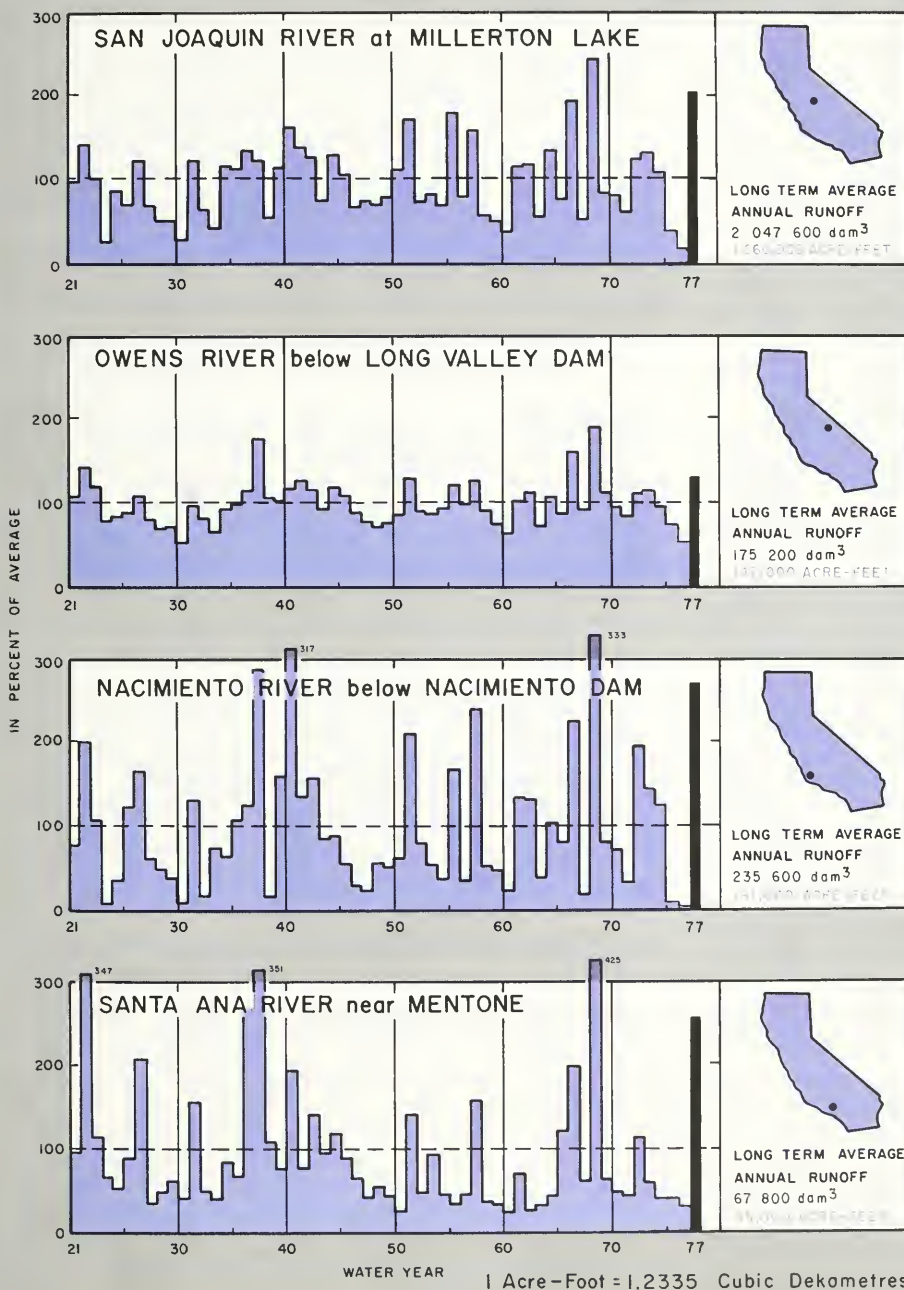 300
SAN JOAQUIN RIVER at MILLERTON LAKE
200
100
0
21 30 40 50 60 70 77
LONG TERM AVERAGE
ANNUAL RUNOFF
2 047 600 dam³
ACRE-FEET
300
OWENS RIVER below LONG VALLEY DAM
200
100
0
21 30 40 50 60 70 77
LONG TERM AVERAGE
ANNUAL RUNOFF
175 200 dam³
ACRE-FEET
IN PERCENT OF AVERAGE
317 333
300
NACIMIENTO RIVER below NACIMIENTO DAM
200
100
0
21 30 40 50 60 70 77
LONG TERM AVERAGE
ANNUAL RUNOFF
235 600 dam³
347 351 425
300
SANTA ANA RIVER near MENTONE
200
100
0
21 30 40 50 60 70 77
LONG TERM AVERAGE
ANNUAL RUNOFF
67 800 dam³
WATER YEAR
1 Acre-Foot = 1.2335 Cubic Dekametres